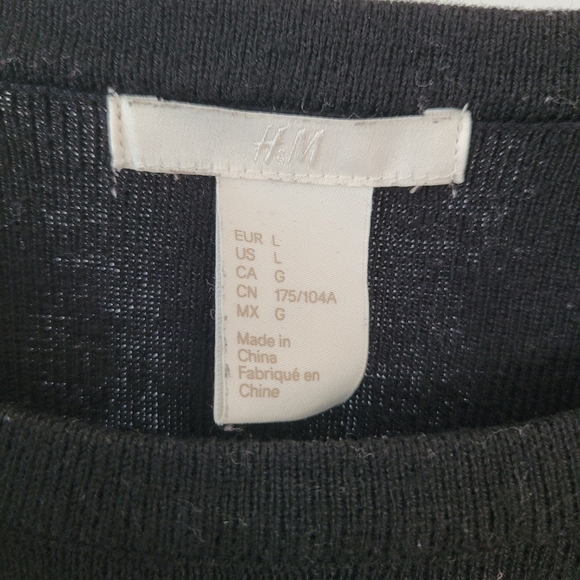 H&M
EUR L
US L
CA G
CN 175/104A
MX G
Made in
China
Fabriqué en
Chine